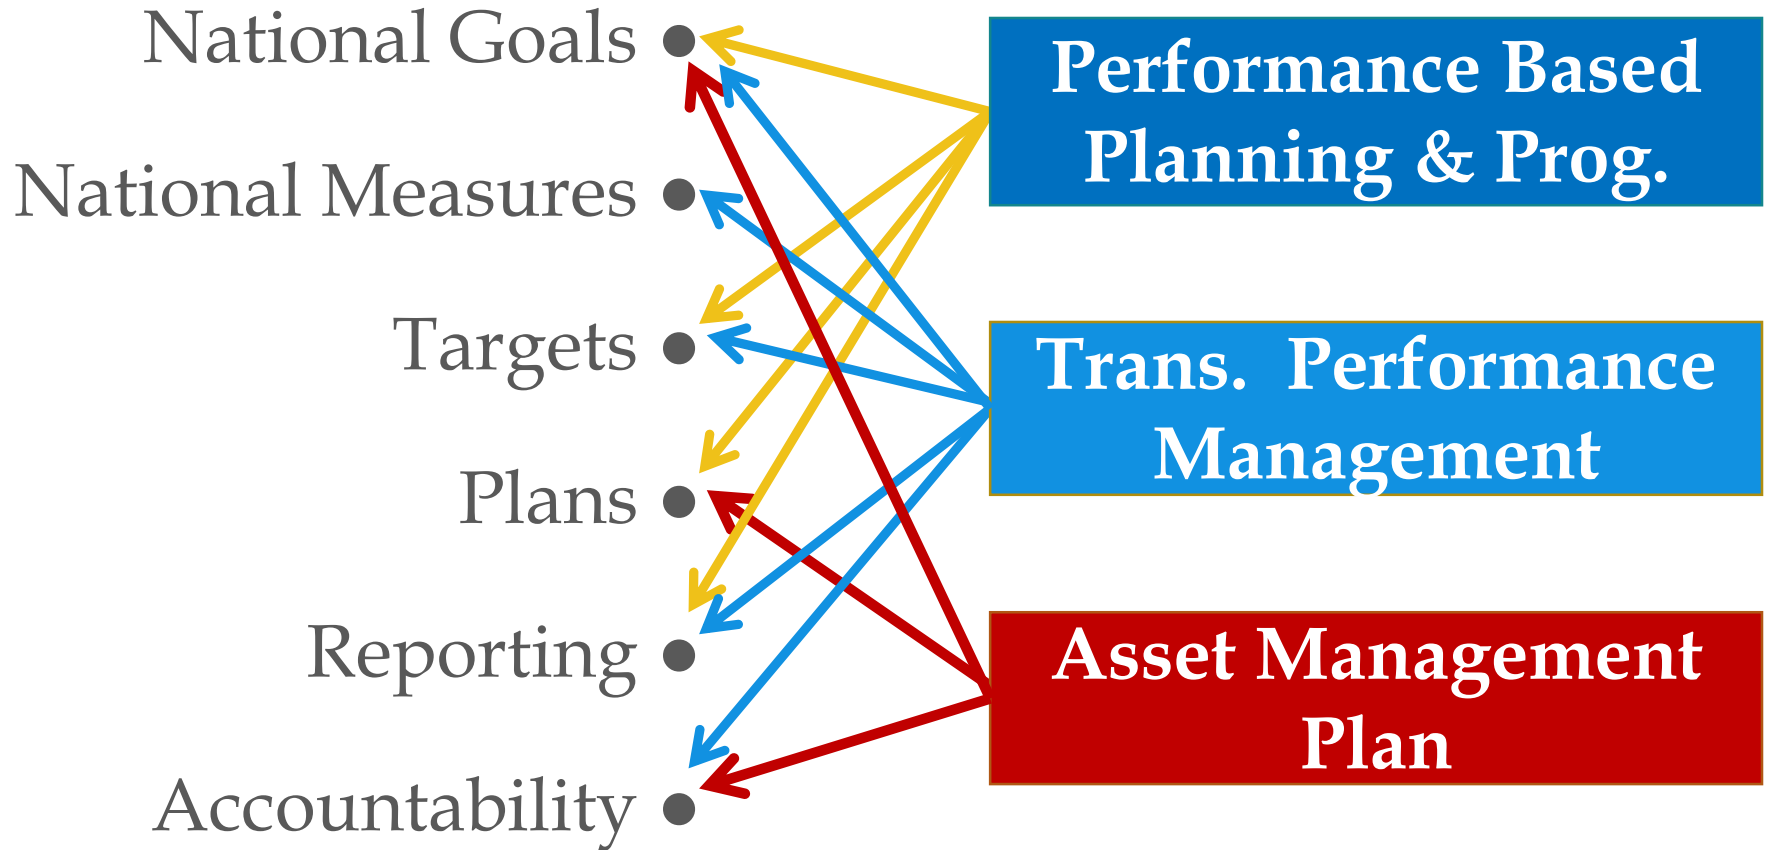 National Goals
National Measures
Targets
Plans
Reporting
Accountability
Performance Based
Planning & Prog.
Trans. Performance
Management
Asset Management
Plan